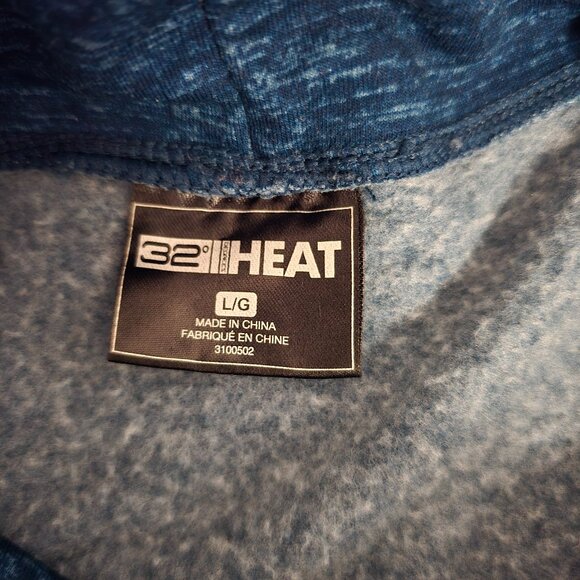 32° HEAT
L/G
MADE IN CHINA
FABRIQUÉ EN CHINE
3100502